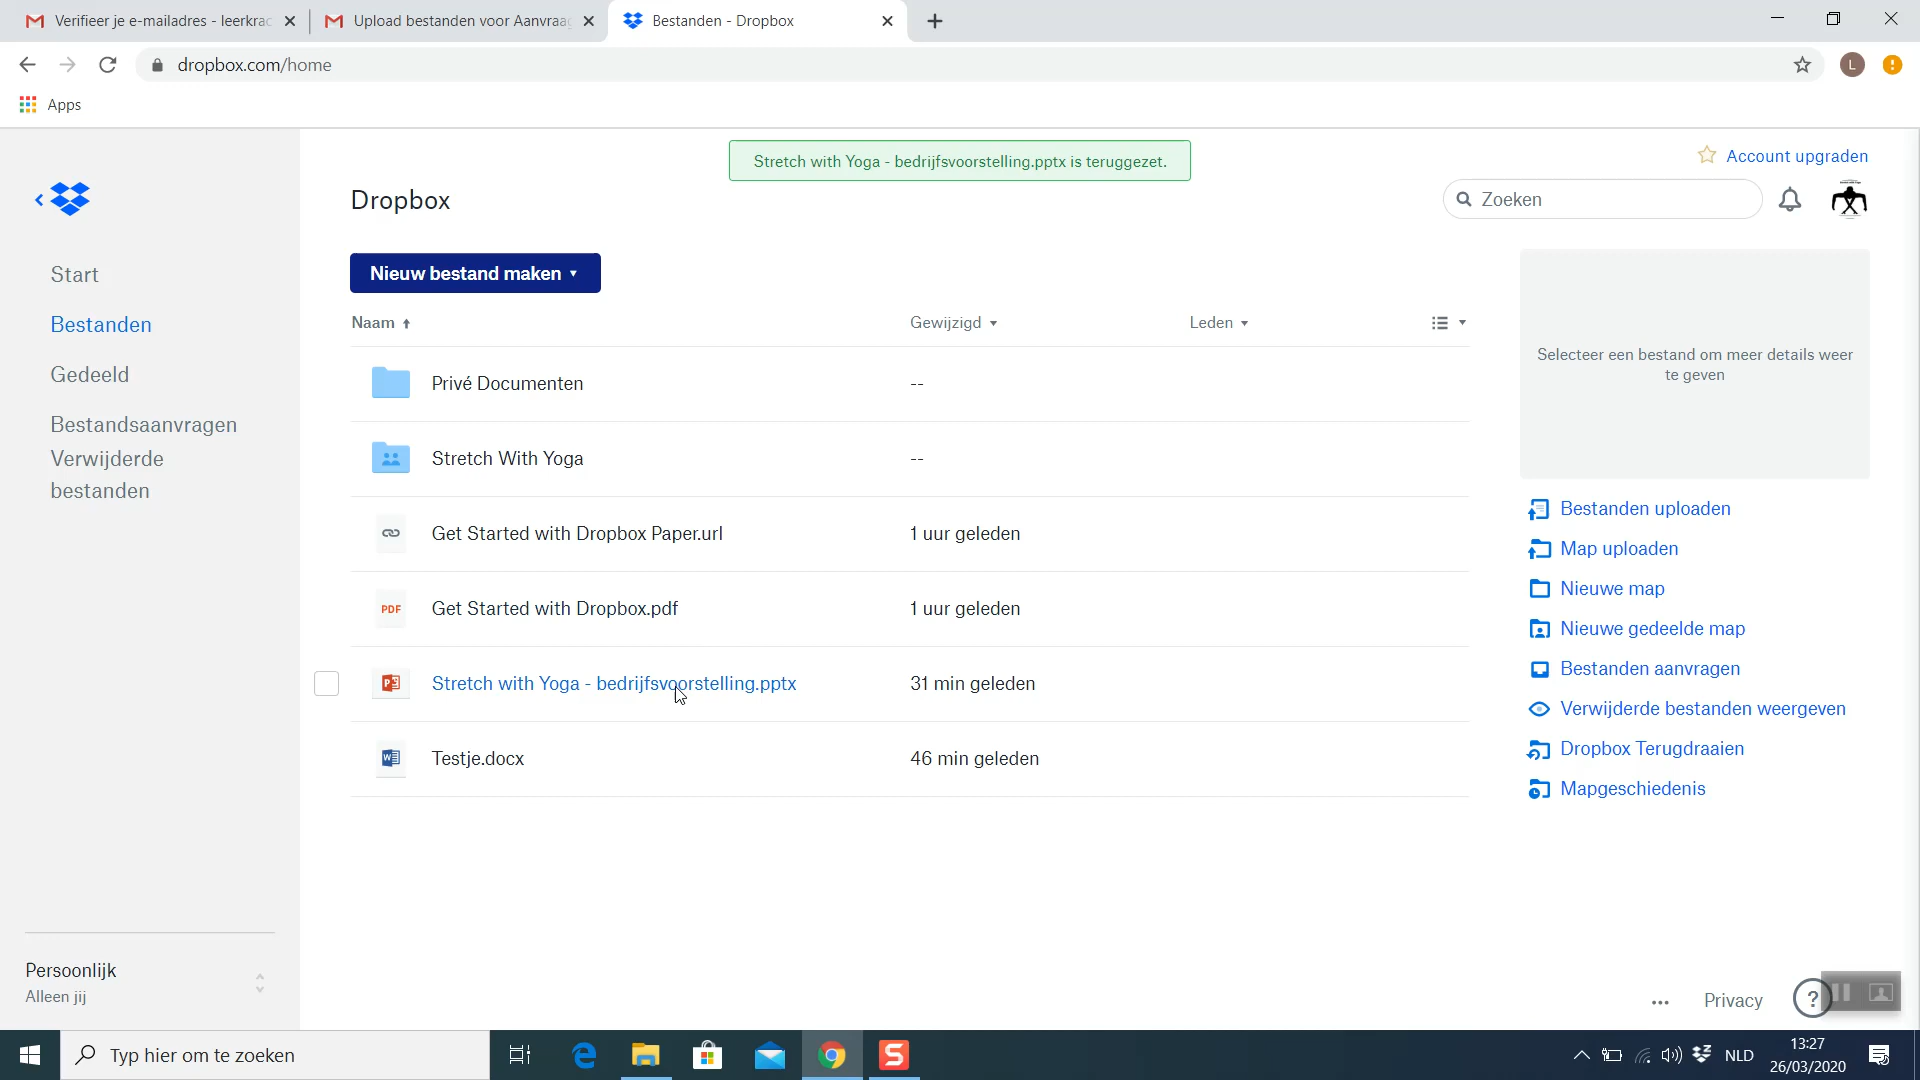 Verifieer je e-mailadres - leerkrac
Upload bestanden voor Aanvraag
Bestanden - Dropbox
dropbox.com/home
L
Apps
Stretch with Yoga - bedrijfsvoorstelling.pptx is teruggezet.
Account upgraden
Dropbox
Zoeken
Start
Bestanden
Gedeeld
Bestandsaanvragen
Verwijderde
bestanden
Nieuw bestand maken
Naam
Gewijzigd
Leden
Privé Documenten
--
Stretch With Yoga
--
Get Started with Dropbox Paper.url
1 uur geleden
PDF
Get Started with Dropbox.pdf
1 uur geleden
Stretch with Yoga - bedrijfsvoorstelling.pptx
31 min geleden
Testje.docx
46 min geleden
Selecteer een bestand om meer details weer
te geven
Bestanden uploaden
Map uploaden
Nieuwe map
Nieuwe gedeelde map
Bestanden aanvragen
Verwijderde bestanden weergeven
Dropbox Terugdraaien
Mapgeschiedenis
Persoonlijk
Alleen jij
Privacy
?
Typ hier om te zoeken
NLD
13:27
26/03/2020